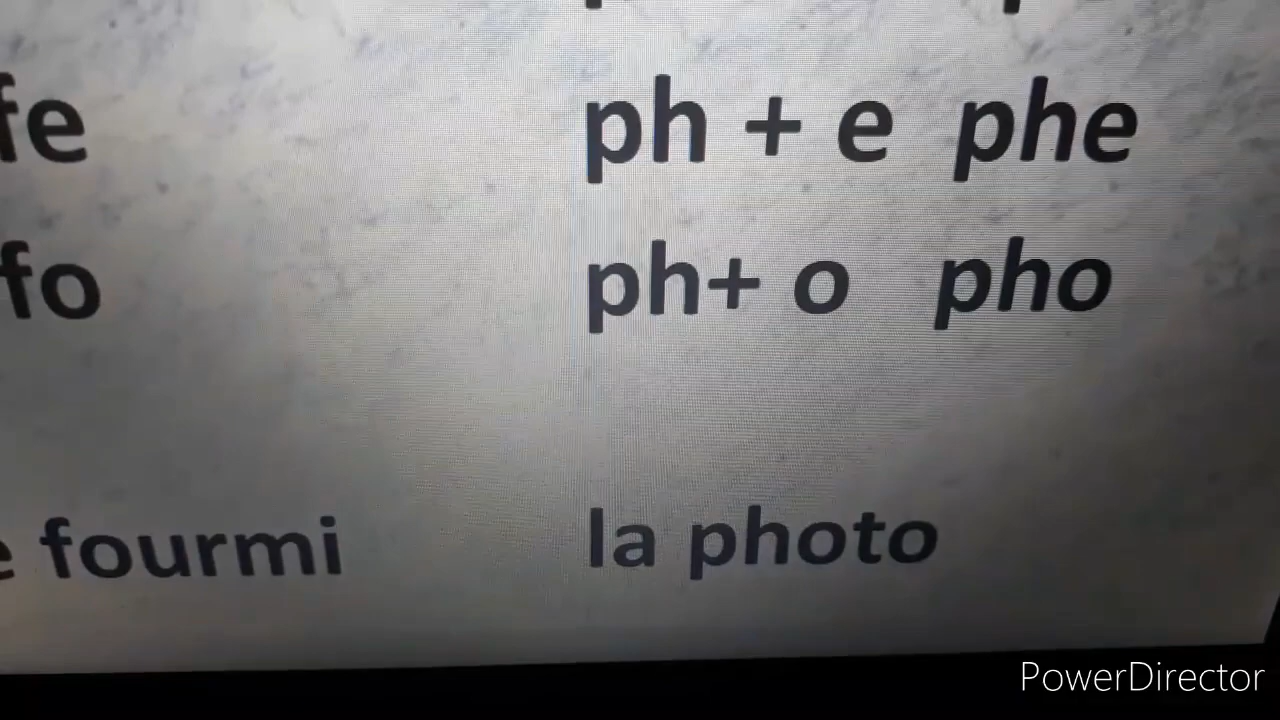 fe ph + e phe
fo ph+ o pho
fourmi la photo
PowerDirector